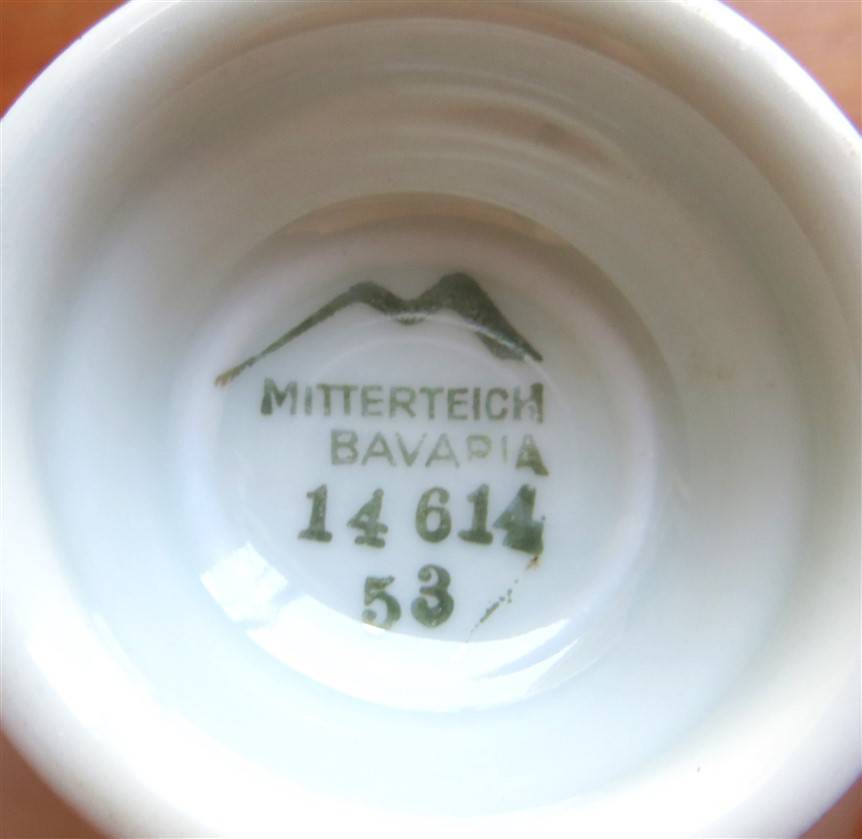 MITTERTEICH
BAVARIA
14 614
53